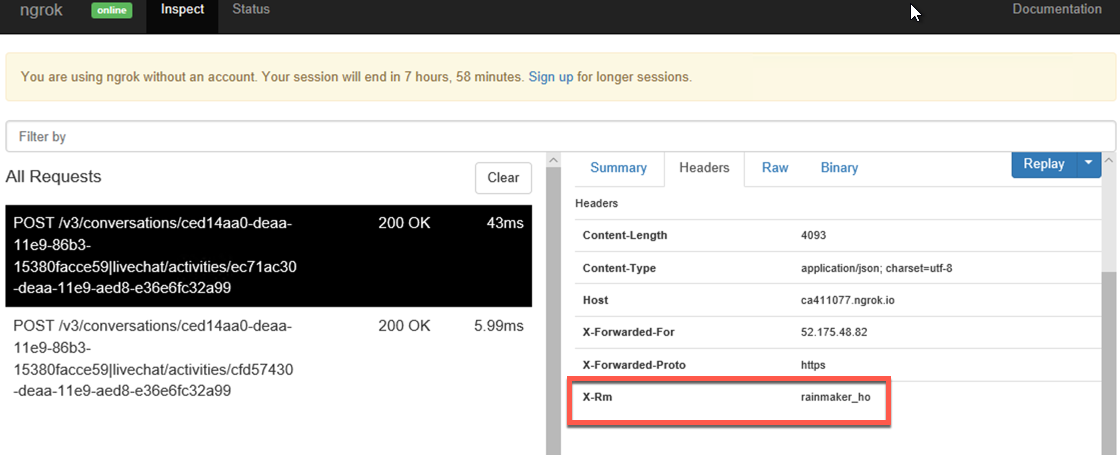 ngrok online Inspect Status Documentation
You are using ngrok without an account. Your session will end in 7 hours, 58 minutes. Sign up for longer sessions.
Filter by
All Requests
Clear
POST /v3/conversations/ced14aa0-deaa-
11e9-86b3-
15380facce59|livechat/activities/ec71ac30
-deaa-11e9-aed8-e36e6fc32a99
200 OK
43ms
POST /v3/conversations/ced14aa0-deaa-
11e9-86b3-
15380facce59|livechat/activities/cfd57430
-deaa-11e9-aed8-e36e6fc32a99
200 OK
5.99ms
Summary Headers Raw Binary Replay
Headers
Content-Length 4093
Content-Type application/json; charset=utf-8
Host ca411077.ngrok.io
X-Forwarded-For 52.175.48.82
X-Forwarded-Proto https
X-Rm rainmaker_ho